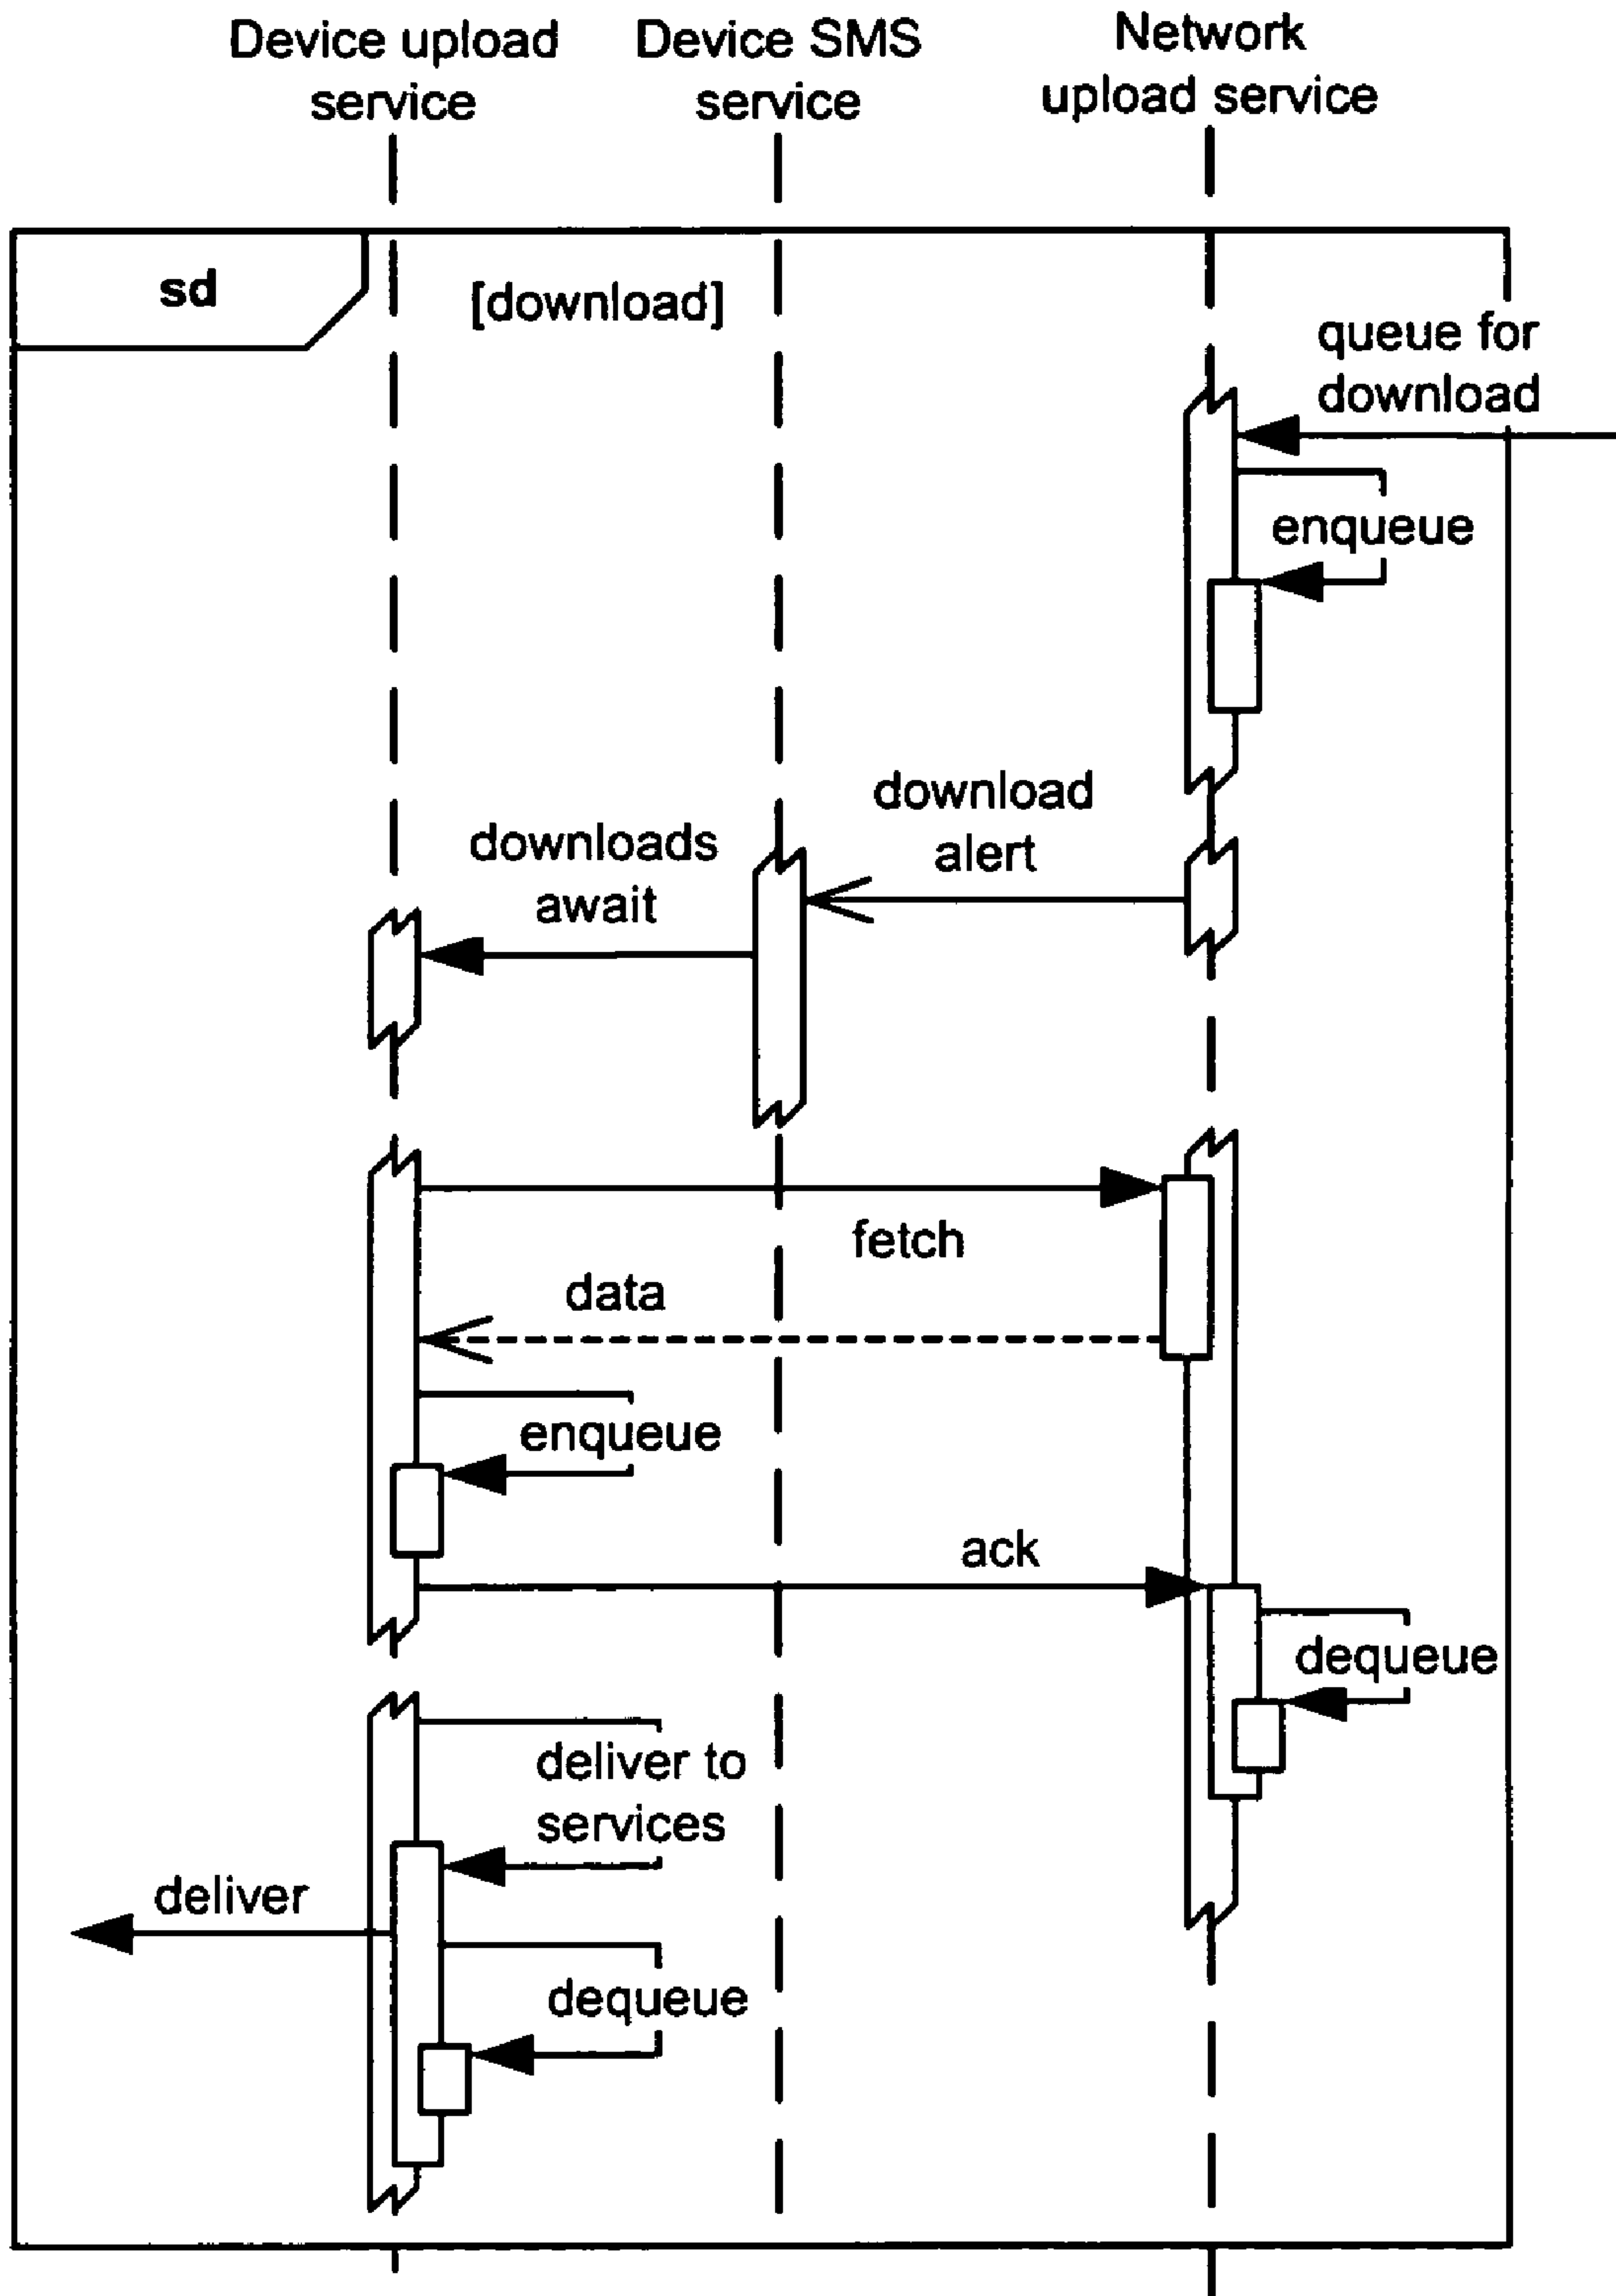 Device upload
service
Device SMS
service
Network
upload service
sd
[download]
queue for
download
enqueue
download
alert
downloads
await
fetch
data
enqueue
ack
dequeue
deliver to
services
deliver
dequeue